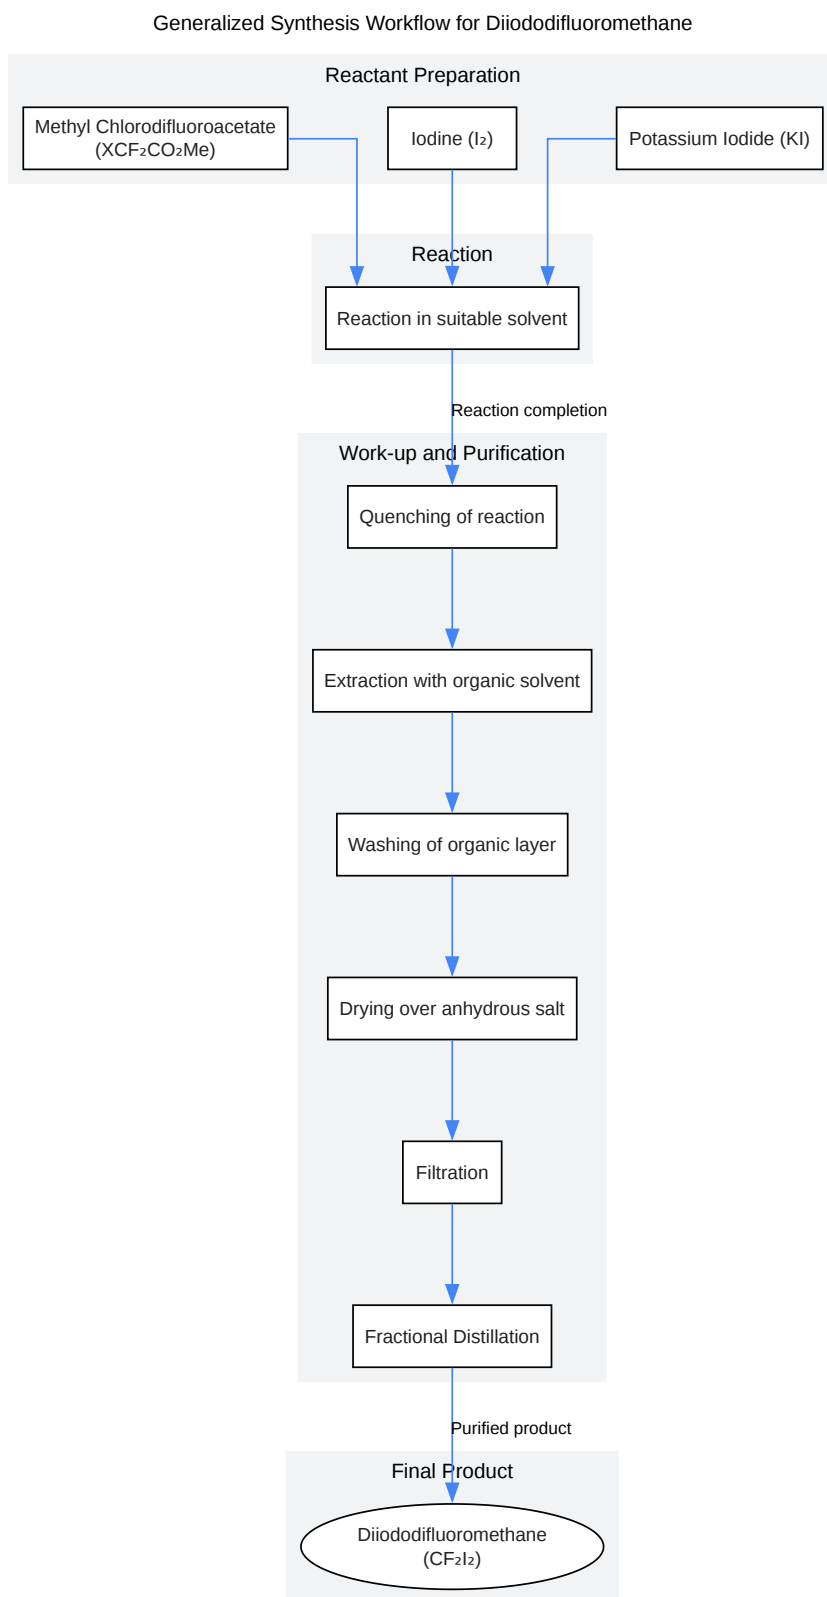 Generalized Synthesis Workflow for Diiododifluoromethane
Reactant Preparation
Methyl Chlorodifluoroacetate
(XCF₂CO₂Me)
Iodine (I₂)
Potassium Iodide (KI)
Reaction
Reaction in suitable solvent
Reaction completion
Work-up and Purification
Quenching of reaction
Extraction with organic solvent
Washing of organic layer
Drying over anhydrous salt
Filtration
Fractional Distillation
Purified product
Final Product
Diiododifluoromethane
(CF₂I₂)